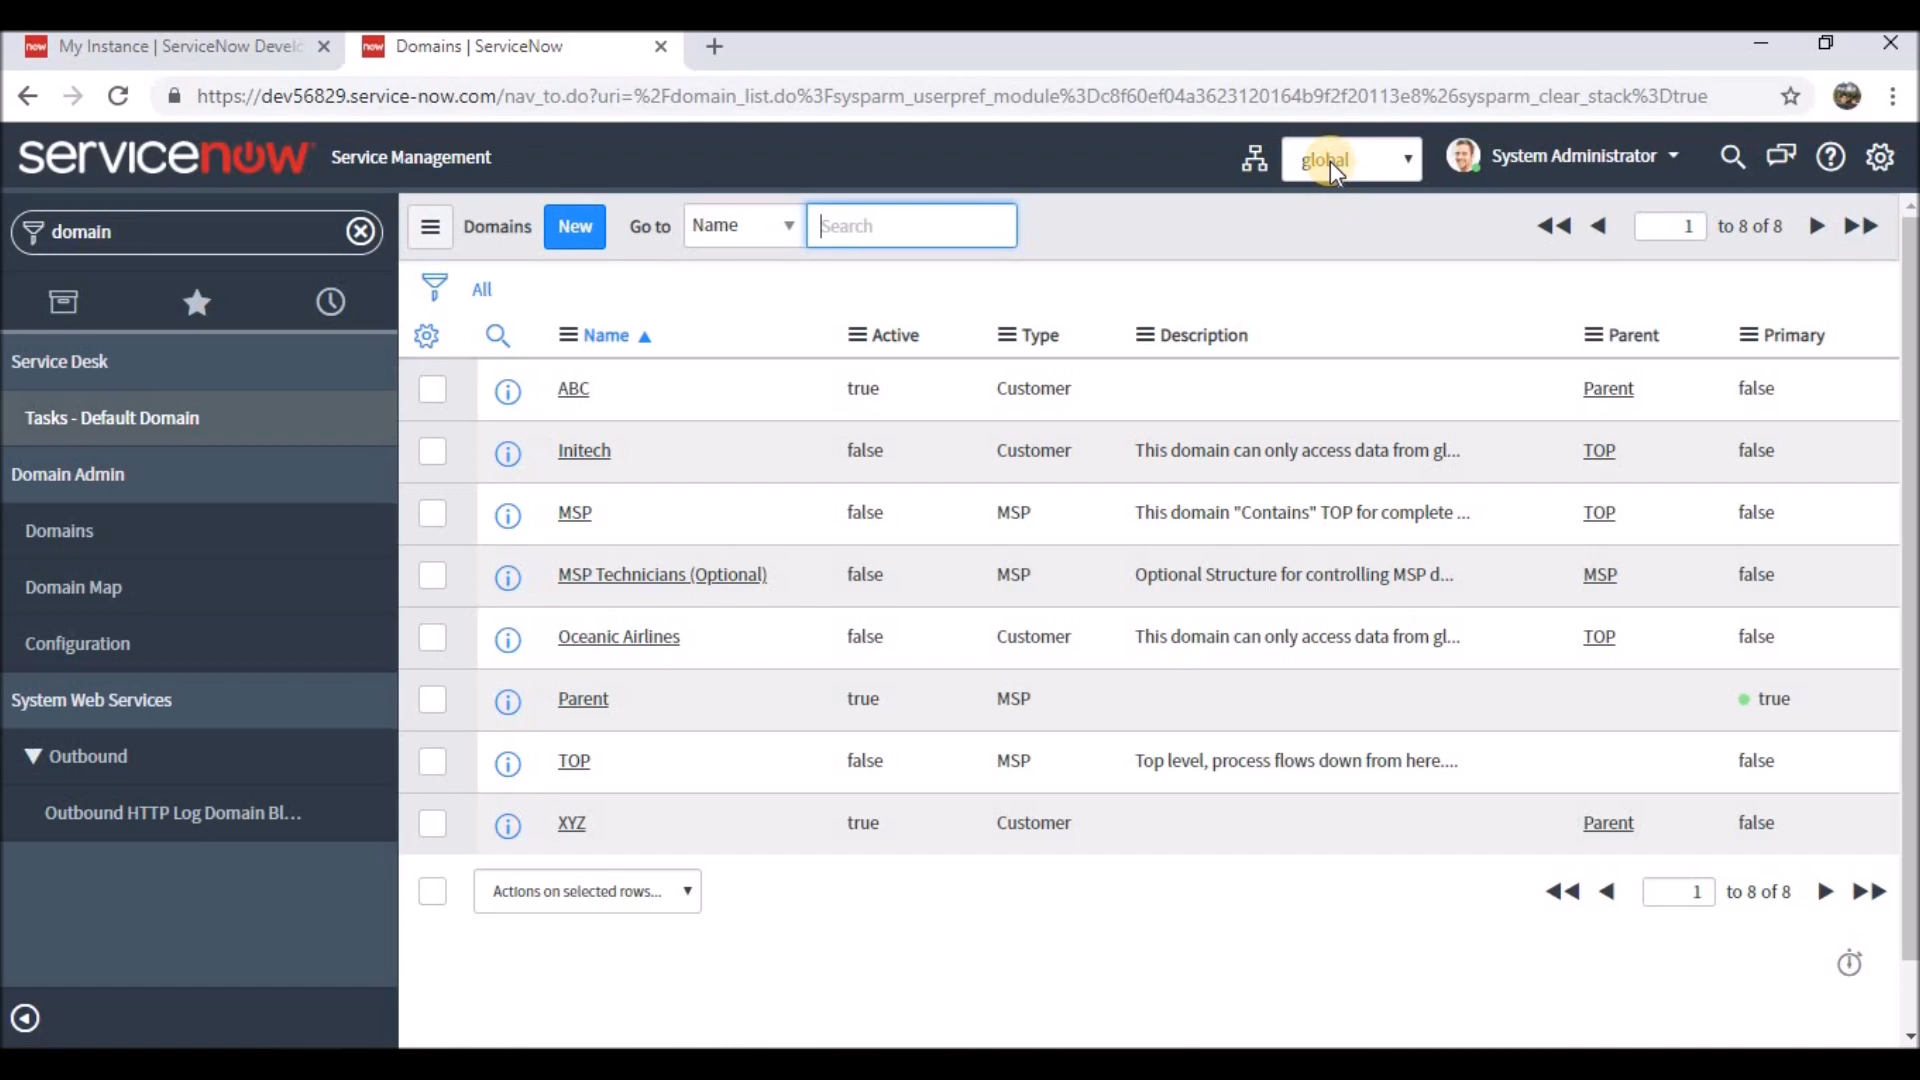 My Instance | ServiceNow Develo
Domains | ServiceNow
https://dev56829.service-now.com/nav_to.do?uri=%2Fdomain_list.do%3Fsysparm_userpref_module%3Dc8f60ef04a3623120164b9f2f20113e8%26sysparm_clear_stack%3Dtrue
servicenow Service Management
global
System Administrator
domain
Domains New Go to Name Search
1 to 8 of 8
All
Name Active Type Description Parent Primary
Service Desk
Tasks - Default Domain
Domain Admin
Domains
Domain Map
Configuration
System Web Services
Outbound
Outbound HTTP Log Domain Bl...
ABC true Customer Parent false
Initech false Customer This domain can only access data from gl... TOP false
MSP false MSP This domain "Contains" TOP for complete ... TOP false
MSP Technicians (Optional) false MSP Optional Structure for controlling MSP d... MSP false
Oceanic Airlines false Customer This domain can only access data from gl... TOP false
Parent true MSP true
TOP false MSP Top level, process flows down from here.... false
XYZ true Customer Parent false
Actions on selected rows...
1 to 8 of 8